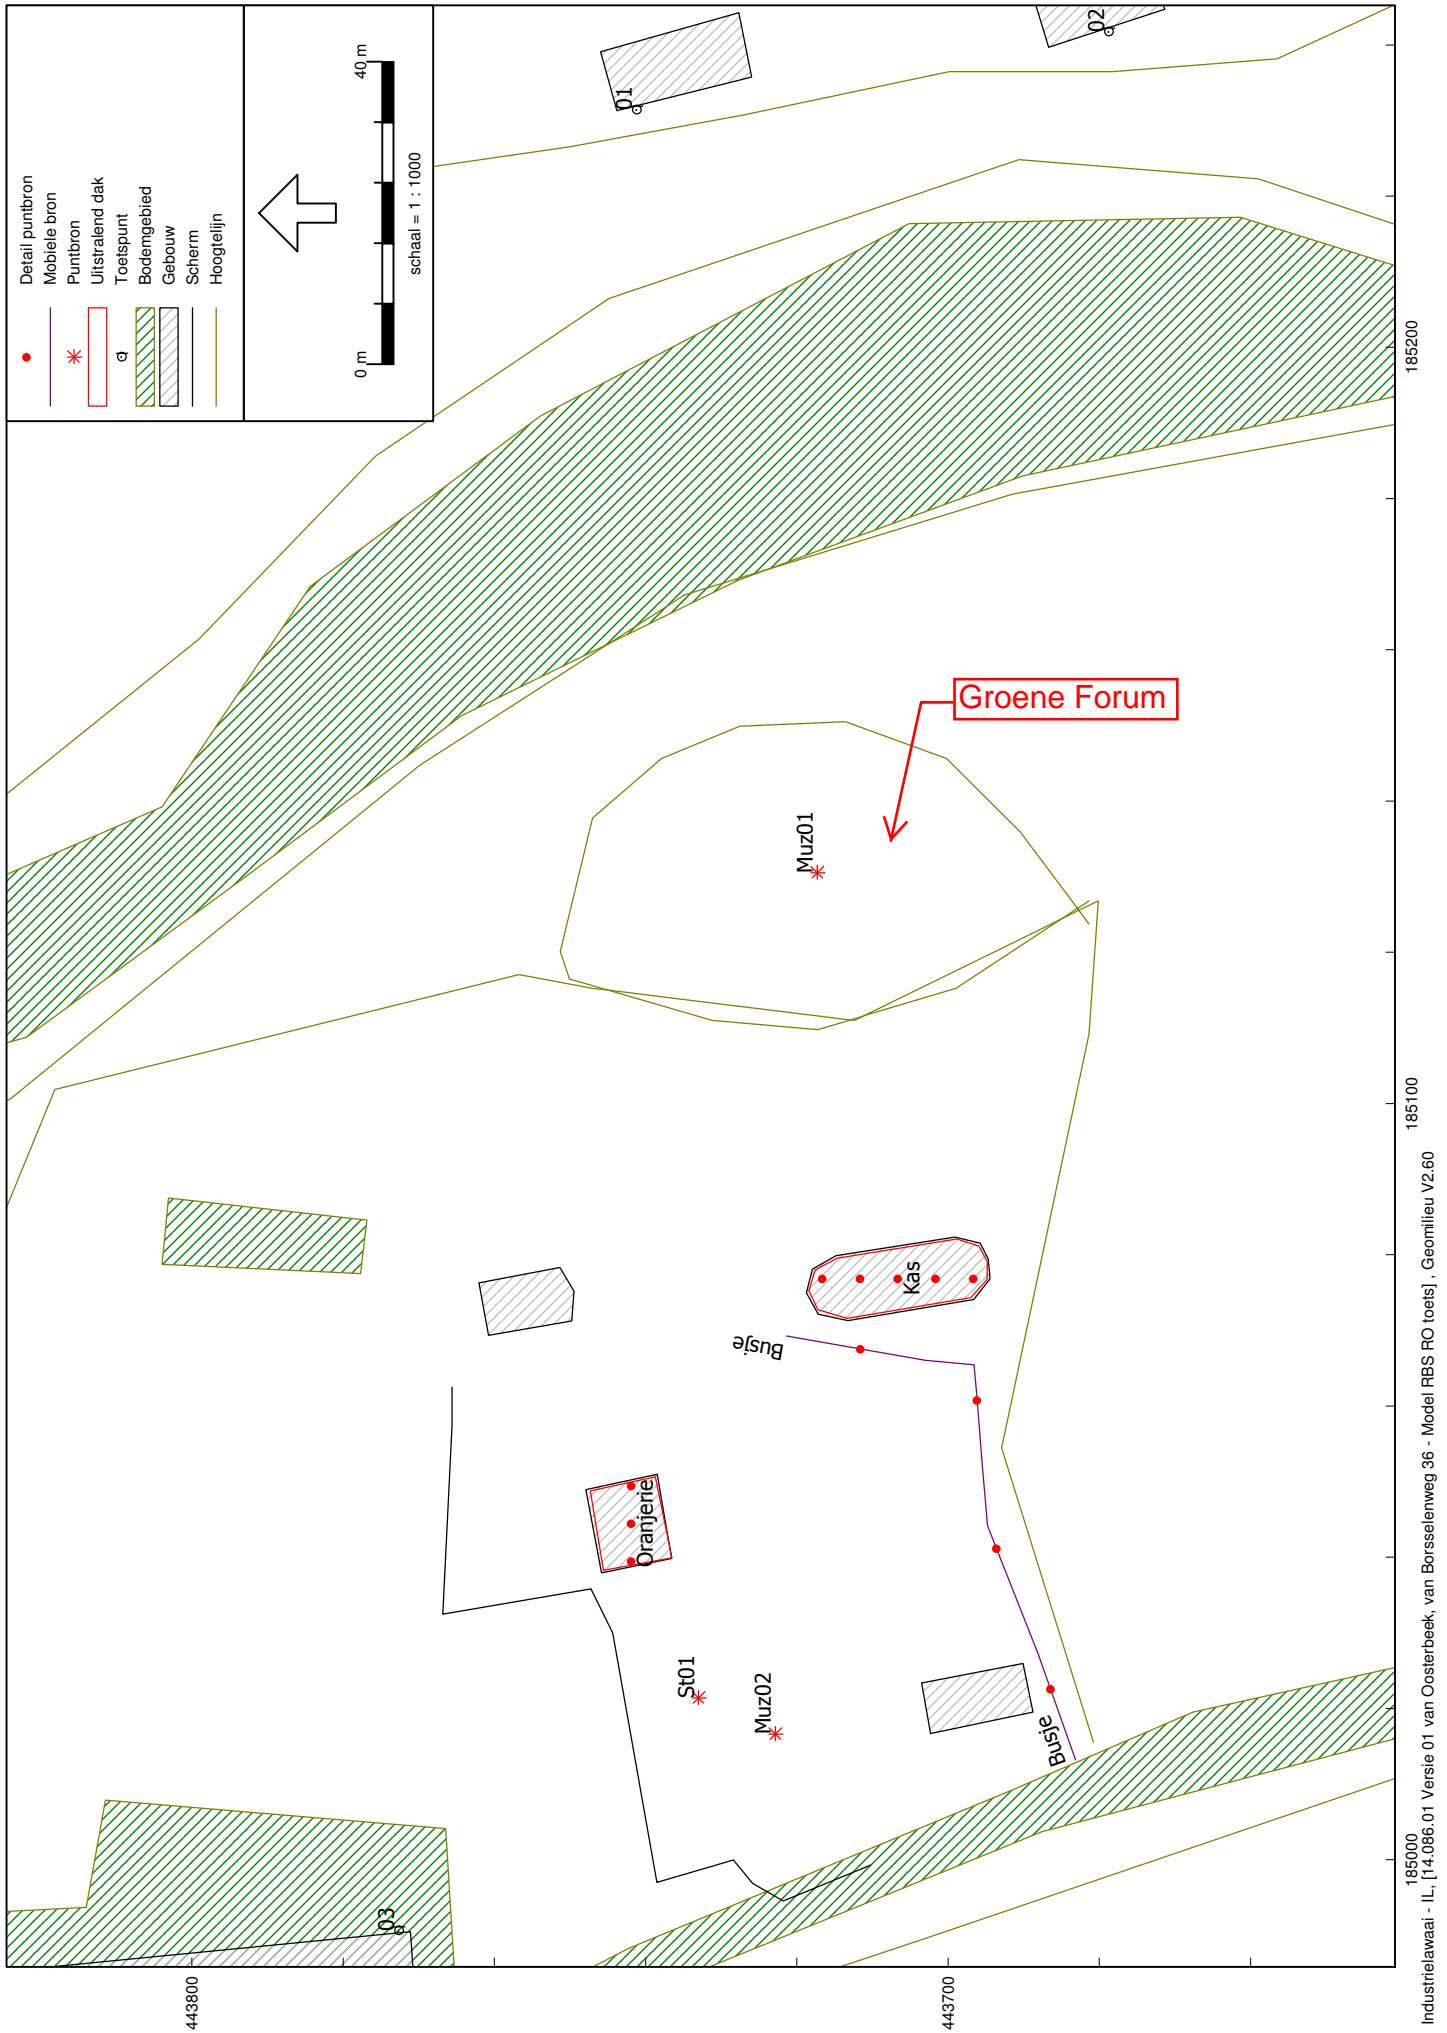 Detail puntbron
Mobiele bron
Puntbron
Uitstralend dak
Toetspunt
Bodemgebied
Gebouw
Scherm
Hoogtelijn
0 m
40 m
schaal = 1 : 1000
01
02
03
Groene Forum
Muz01
Kas
Busje
Oranjerie
St01
Muz02
Busje
443800
443700
185000
185100
185200
Industrielawaai - IL, [14.086.01 Versie 01 van Oosterbeek, van Borsselenweg 36 - Model RBS RO toets] , Geomilieu V2.60